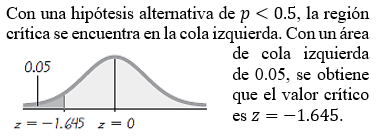 Con una hipótesis alternativa de p < 0.5, la región
crítica se encuentra en la cola izquierda. Con un área
de cola izquierda
de 0.05, se obtiene
que el valor crítico
es z = −1.645.
0.05
z = −1.645 z = 0